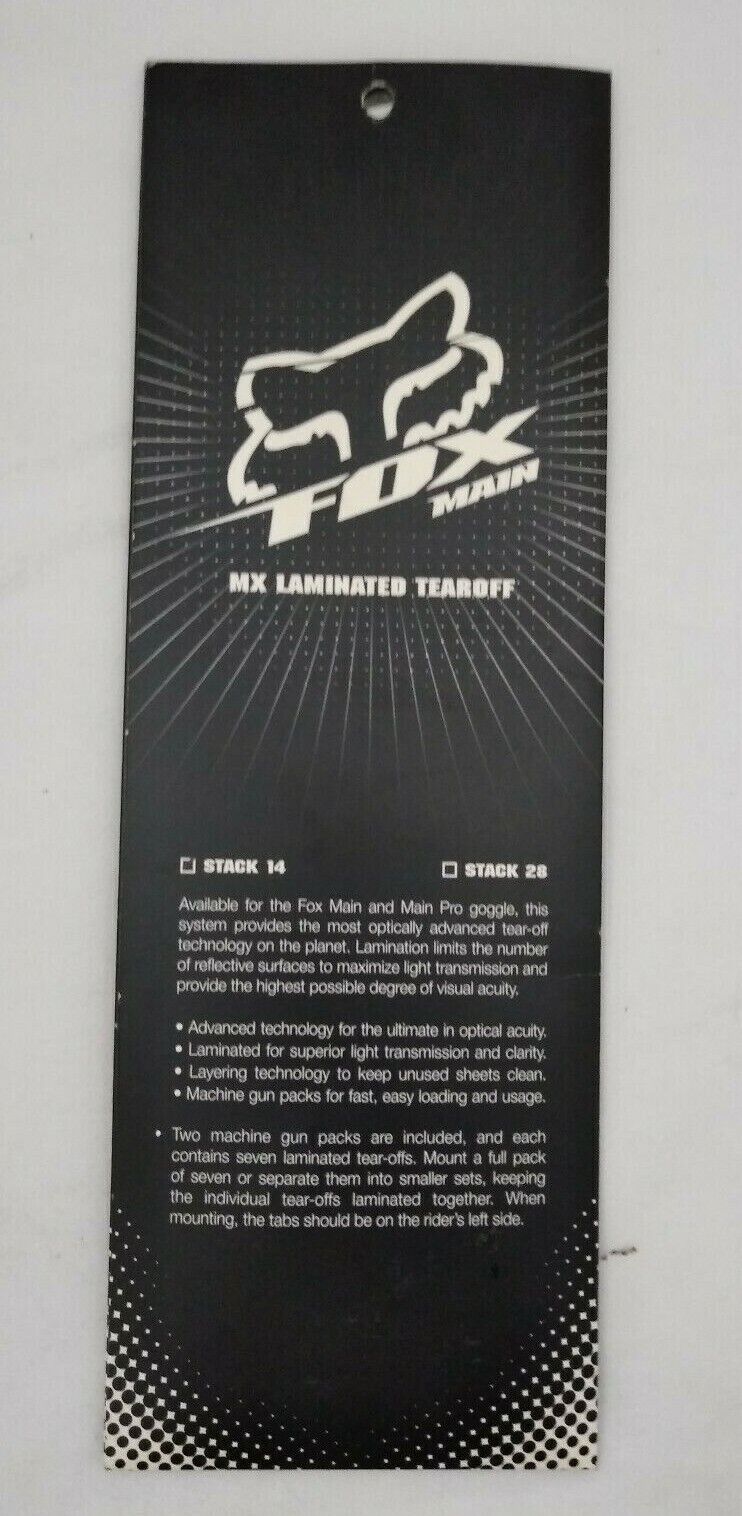 FOX
MAIN
MX LAMINATED TEAROFF
STACK 14
STACK 28
Available for the Fox Main and Main Pro goggle, this
system provides the most optically advanced tear-off
technology on the planet. Lamination limits the number
of reflective surfaces to maximize light transmission and
provide the highest possible degree of visual acuity.
• Advanced technology for the ultimate in optical acuity.
• Laminated for superior light transmission and clarity.
• Layering technology to keep unused sheets clean.
• Machine gun packs for fast, easy loading and usage.
• Two machine gun packs are included, and each
contains seven laminated tear-offs. Mount a full pack
of seven or separate them into smaller sets, keeping
the individual tear-offs laminated together. When
mounting, the tabs should be on the rider's left side.